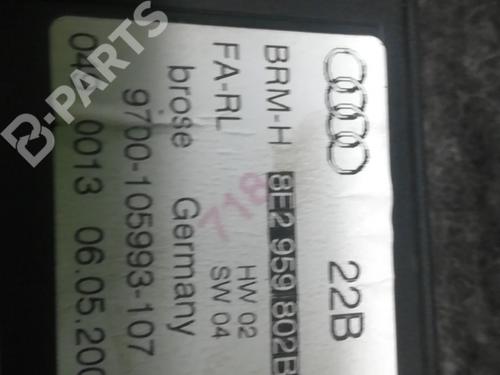 22B
BRM-H 8E2 959 802B
FA-RL HW 02
SW 04
brose Germany
9700-105993-107
0013 06.05.200
718
B-PARTS